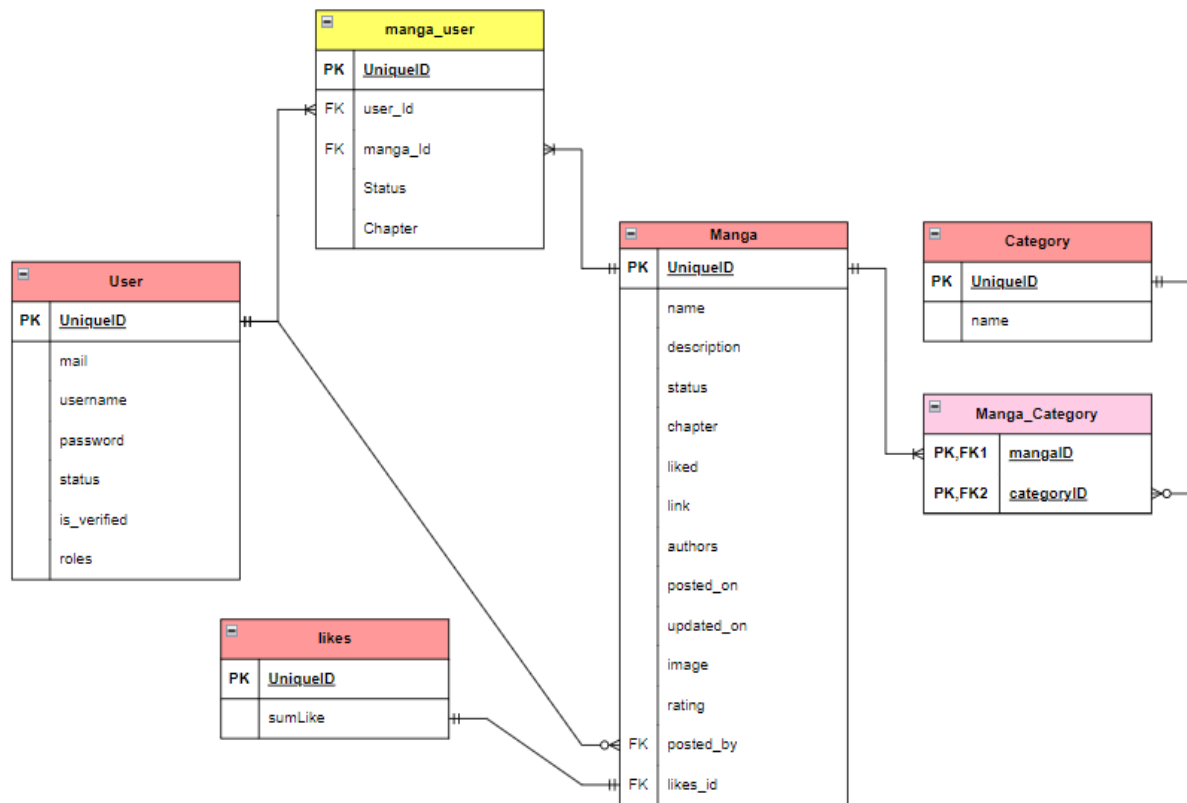 manga_user
PK UniqueID
FK user_Id
FK manga_Id
Status
Chapter
User
PK UniqueID
mail
username
password
status
is_verified
roles
likes
PK UniqueID
sumLike
Manga
PK UniqueID
name
description
status
chapter
liked
link
authors
posted_on
updated_on
image
rating
FK posted_by
FK likes_id
Category
PK UniqueID
name
Manga_Category
PK,FK1 mangaID
PK,FK2 categoryID